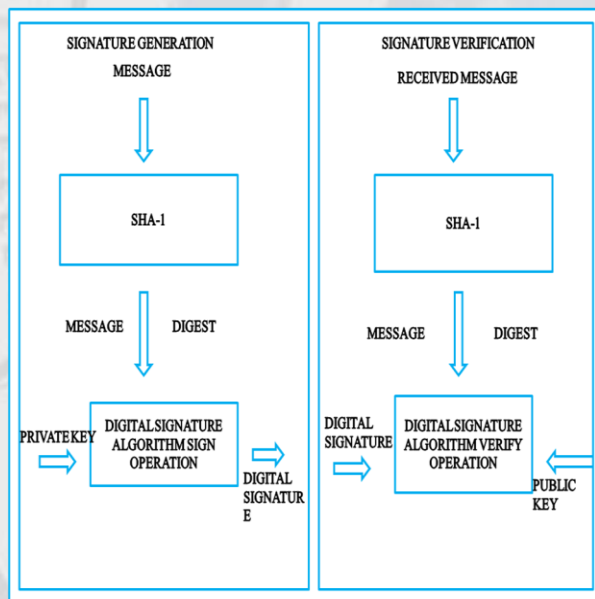 SIGNATURE GENERATION
MESSAGE
SHA-1
MESSAGE DIGEST
PRIVATE KEY
DIGITAL SIGNATURE
ALGORITHM SIGN
OPERATION
DIGITAL
SIGNATUR
E
SIGNATURE VERIFICATION
RECEIVED MESSAGE
SHA-1
MESSAGE DIGEST
DIGITAL
SIGNATURE
DIGITAL SIGNATURE
ALGORITHM VERIFY
OPERATION
PUBLIC
KEY